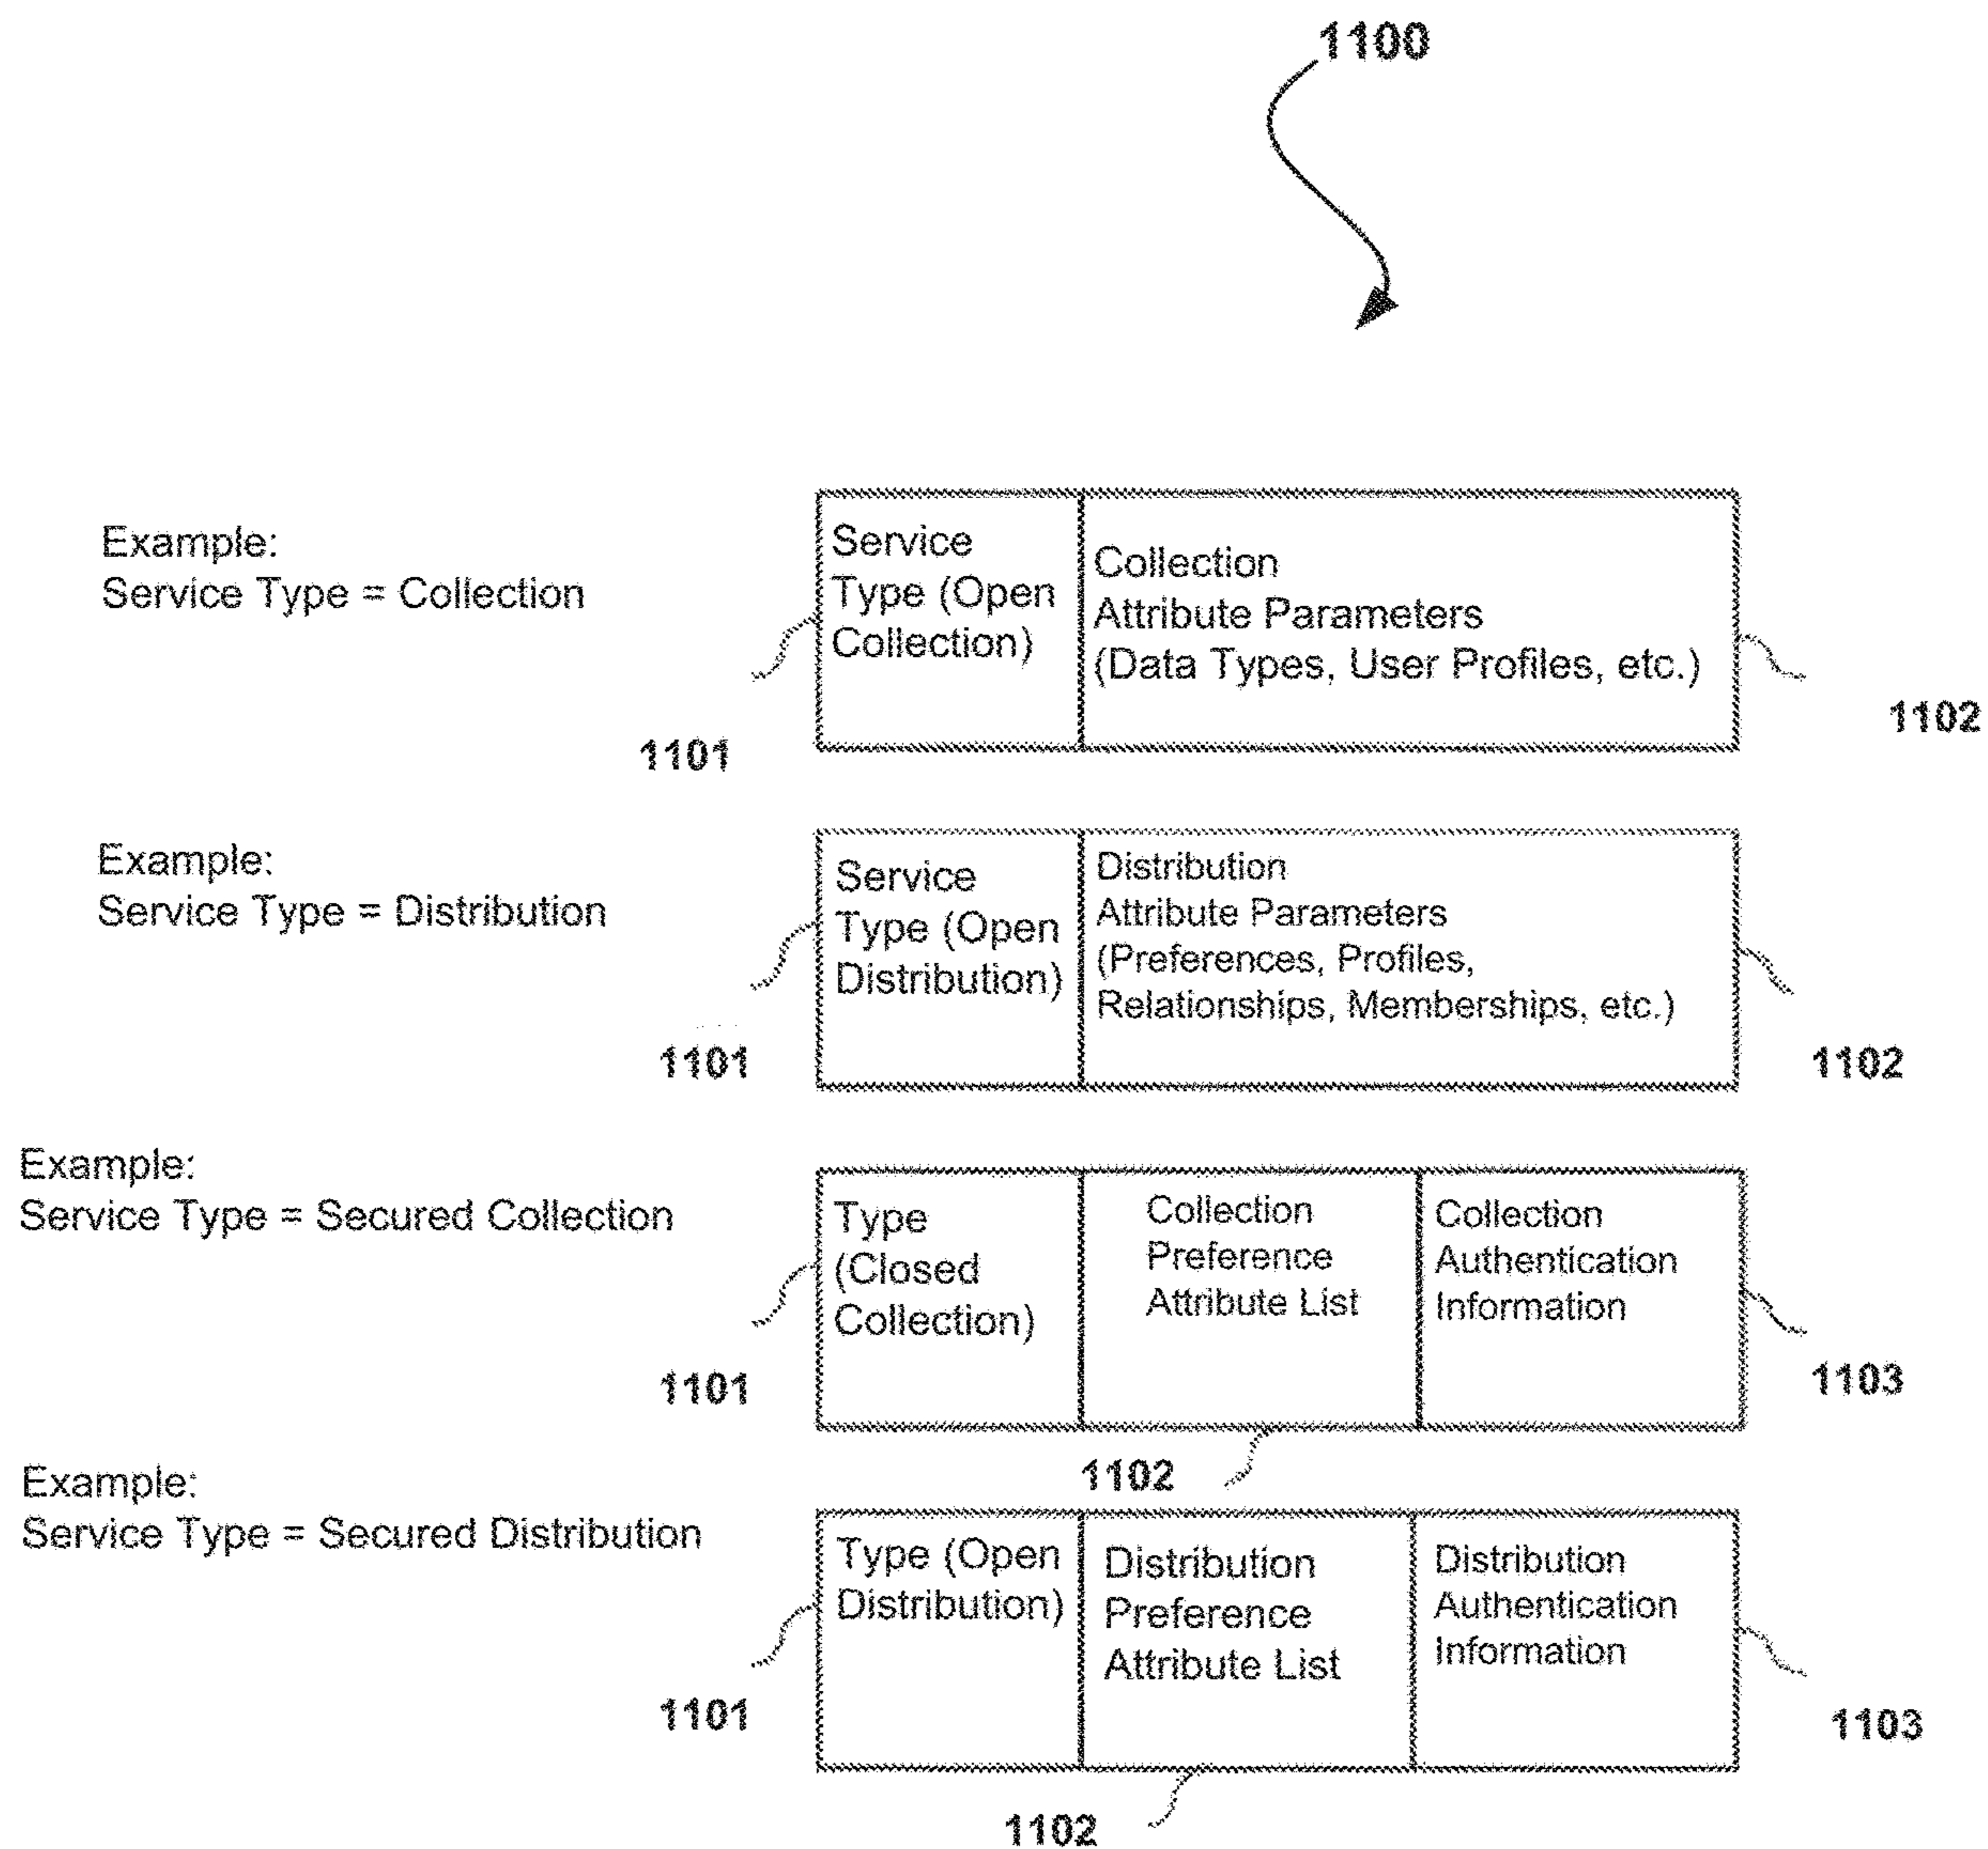 1100
Example:
Service Type = Collection
Service
Type (Open
Collection)
Collection
Attribute Parameters
(Data Types, User Profiles, etc.)
1101
1102
Example:
Service Type = Distribution
Service
Type (Open
Distribution)
Distribution
Attribute Parameters
(Preferences, Profiles,
Relationships, Memberships, etc.)
1101
1102
Example:
Service Type = Secured Collection
Type
(Closed
Collection)
Collection
Preference
Attribute List
Collection
Authentication
Information
1101
1102
1103
Example:
Service Type = Secured Distribution
Type (Open
Distribution)
Distribution
Preference
Attribute List
Distribution
Authentication
Information
1101
1102
1103